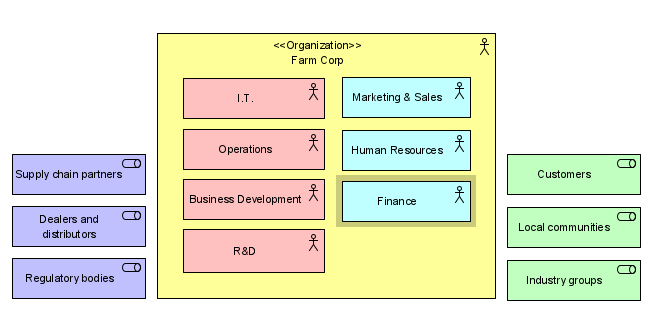 <<Organization>>
Farm Corp
I.T.
Marketing & Sales
Operations
Human Resources
Business Development
Finance
R&D
Supply chain partners
Dealers and
distributors
Regulatory bodies
Customers
Local communities
Industry groups